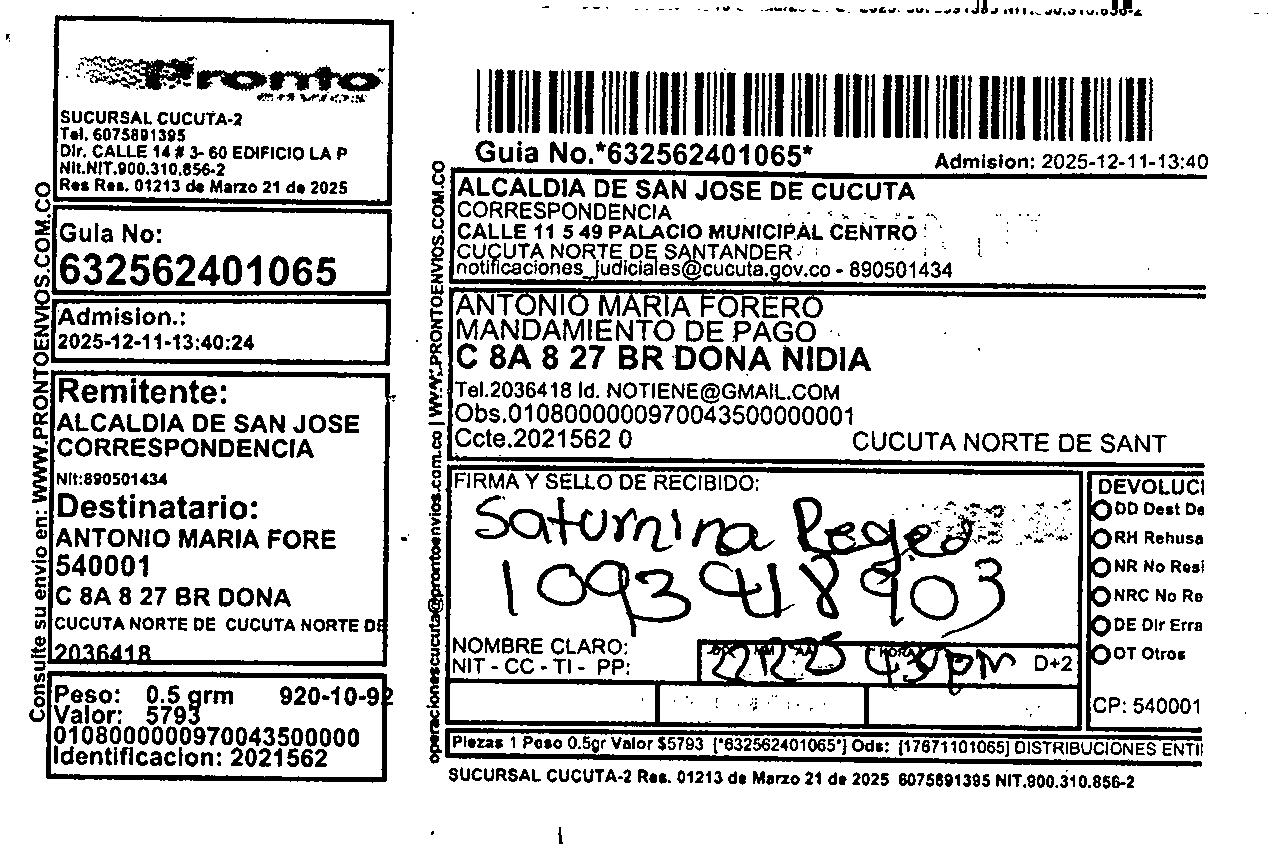 Pronto
envios
SUCURSAL CUCUTA-2
Tel. 6075891395
Dir. CALLE 14 # 3- 60 EDIFICIO LA P
Nit.NIT.900.310.856-2
Res Res. 01213 de Marzo 21 de 2025
Guia No:
632562401065
Admision.:
2025-12-11-13:40:24
Remitente:
ALCALDIA DE SAN JOSE
CORRESPONDENCIA
Nit:890501434
Destinatario:
ANTONIO MARIA FORE
540001
C 8A 8 27 BR DONA
CUCUTA NORTE DE CUCUTA NORTE DE
2036418
Peso: 0.5 grm 920-10-92
Valor: 5793
010800000097004350000
Identificacion: 2021562
Consulte su envio en: WWW.PRONTOENVIOS.COM.CO
operacionescucuta@prontoenvios.com.co | WWW.PRONTOENVIOS.COM.CO
Guia No.*632562401065*
Admision: 2025-12-11-13:40
ALCALDIA DE SAN JOSE DE CUCUTA
CORRESPONDENCIA
CALLE 11 5 49 PALACIO MUNICIPAL CENTRO
CUCUTA NORTE DE SANTANDER
notificaciones_judiciales@cucuta.gov.co - 890501434
ANTONIO MARIA FORERO
MANDAMIENTO DE PAGO
C 8A 8 27 BR DONA NIDIA
Tel.2036418 Id. NOTIENE@GMAIL.COM
Obs.010800000097004350000000001
Ccte.2021562 0 CUCUTA NORTE DE SANT
FIRMA Y SELLO DE RECIBIDO:
Saturnina
1093918903
NOMBRE CLARO:
NIT - CC - TI - PP:
22 12 25 4:30 pm D+2
DEVOLUCI
DD Dest De
RH Rehusa
NR No Resi
NRC No Re
DE Dir Erra
OT Otros
CP: 540001
Piezas 1 Peso 0.5gr Valor $5793 [*632562401065*] Ods: [17671101065] DISTRIBUCIONES ENTI
SUCURSAL CUCUTA-2 Res. 01213 de Marzo 21 de 2025 6075891395 NIT.900.310.856-2